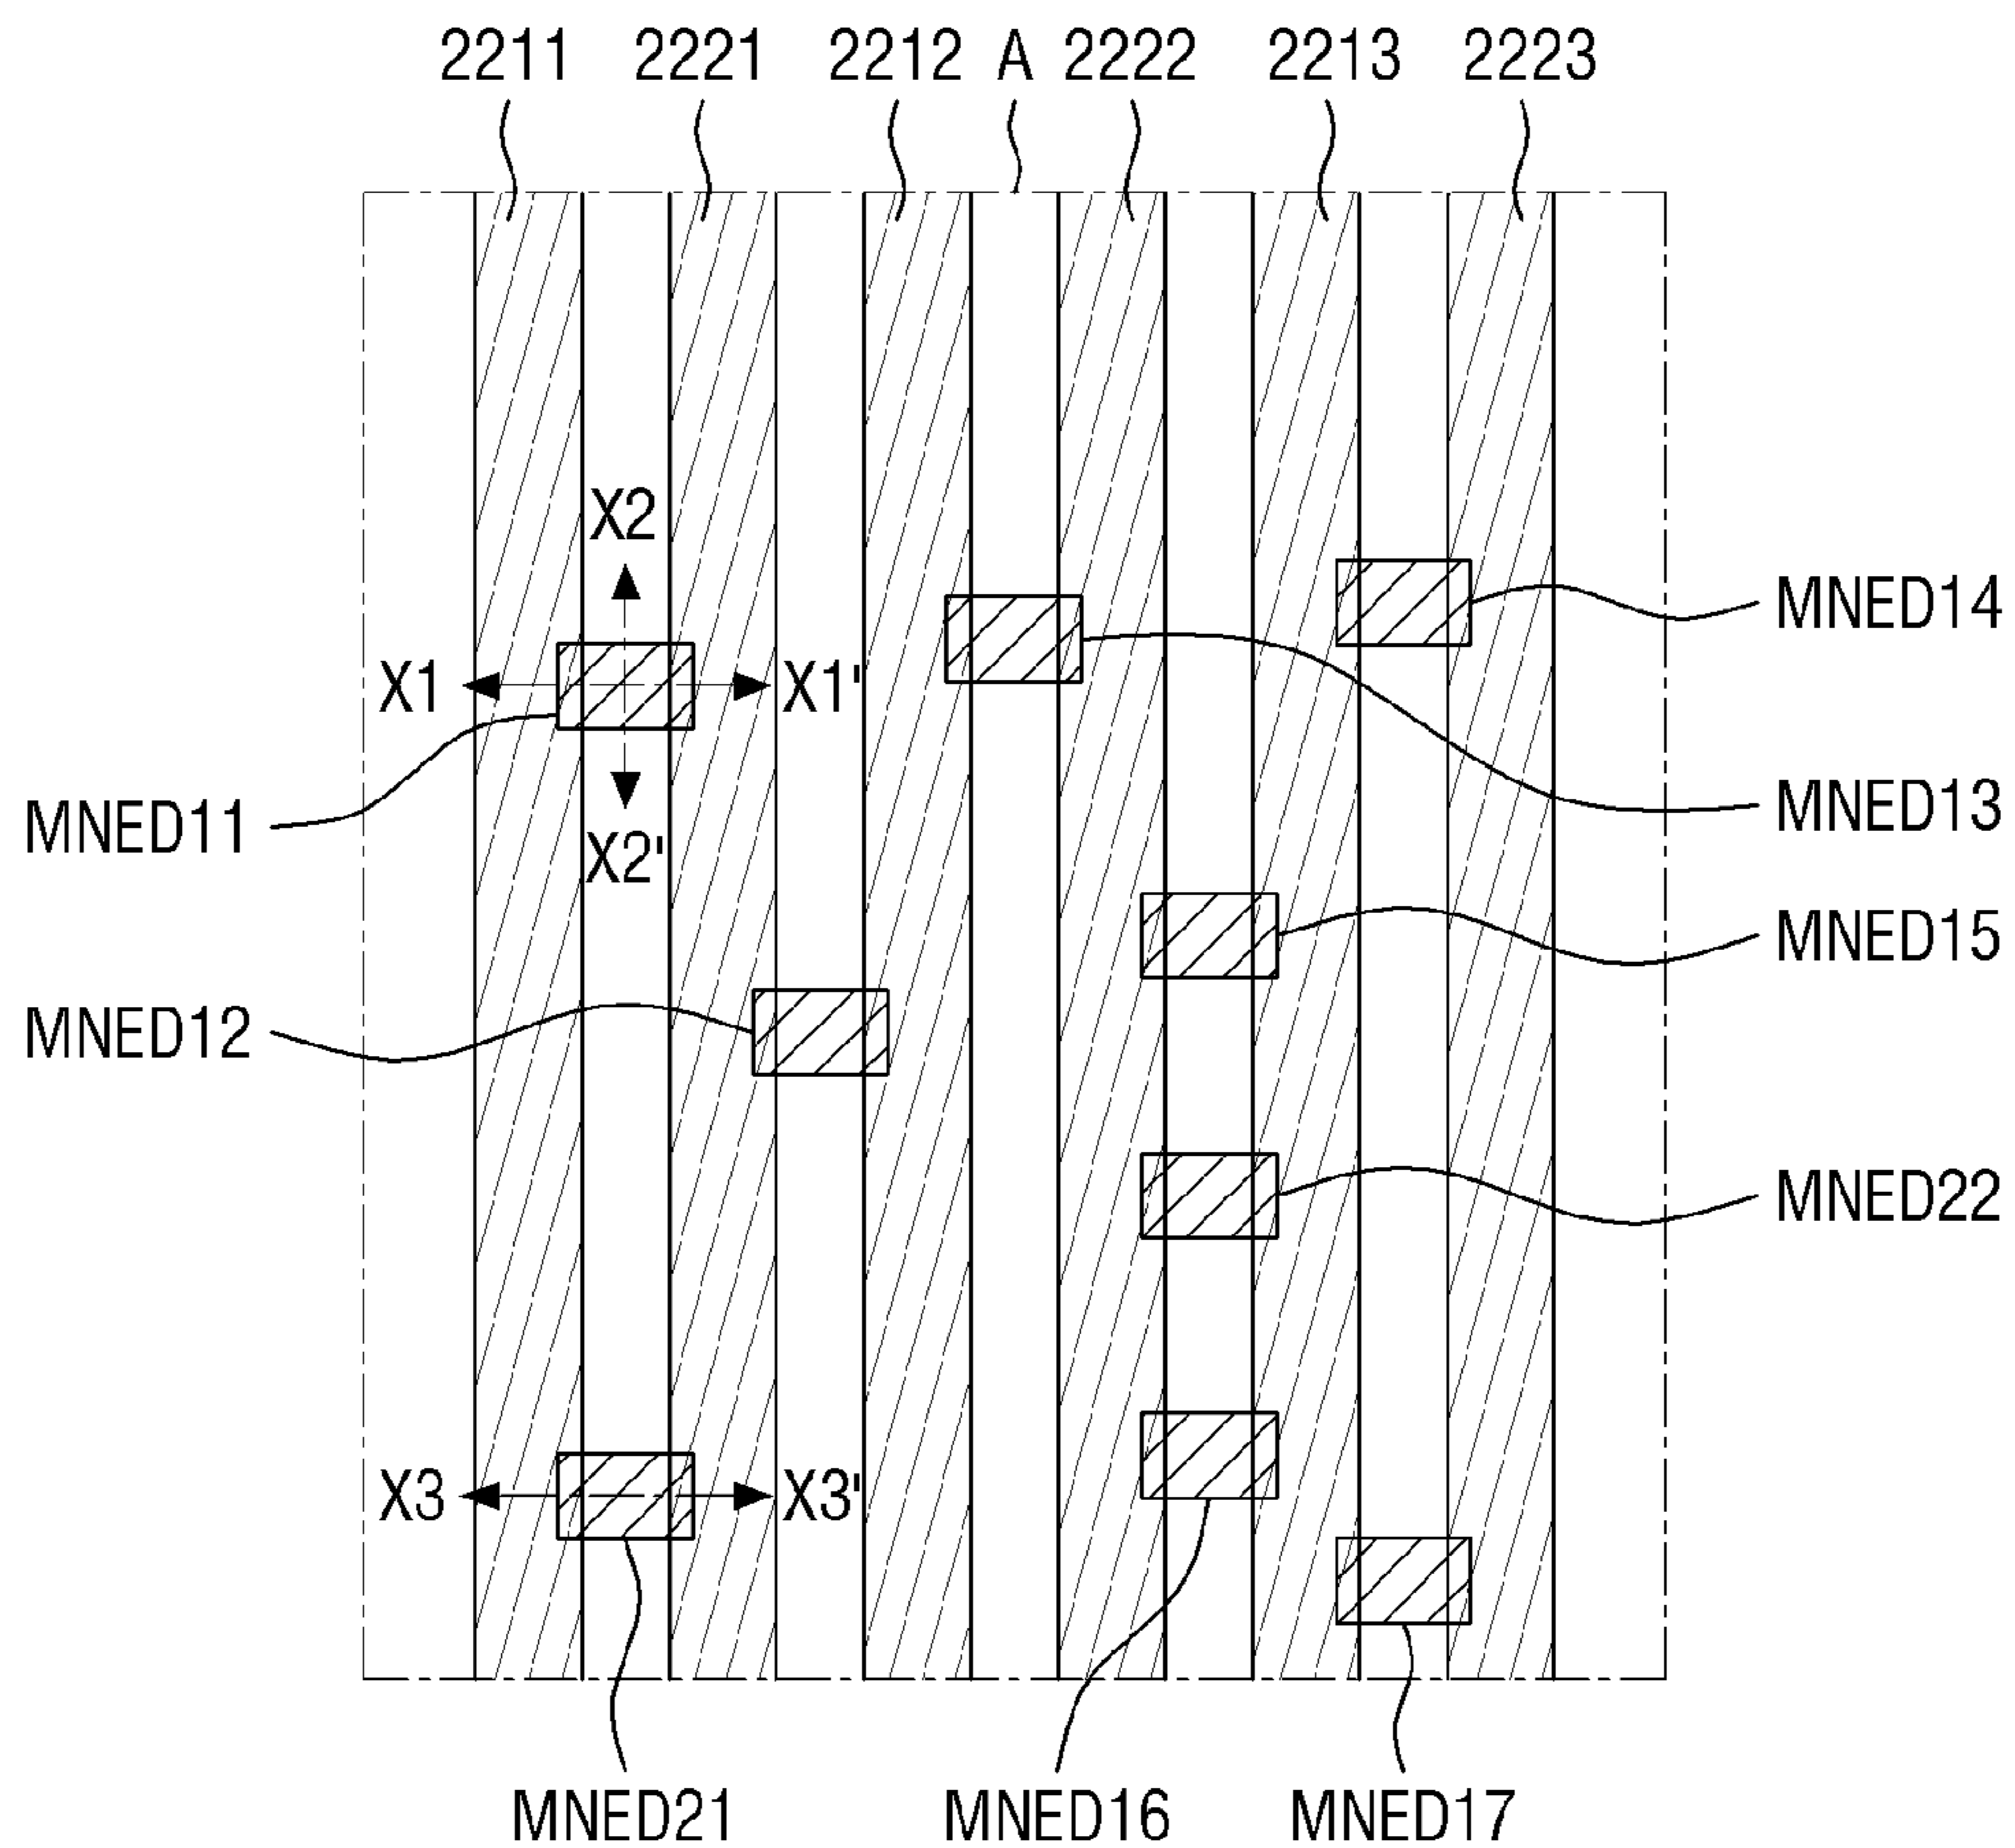 2211 2221 2212 A 2222 2213 2223
X2
MNED14
X1 X1'
MNED13
MNED11
X2'
MNED15
MNED12
MNED22
X3 X3'
MNED21 MNED16 MNED17